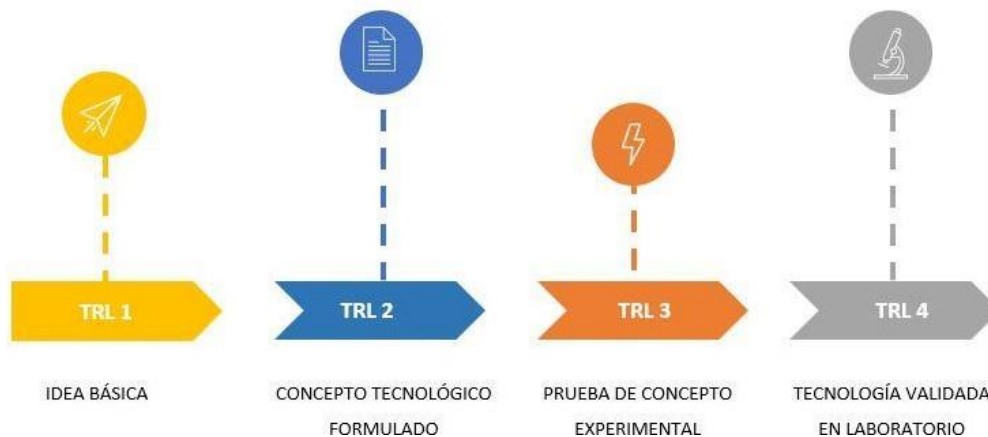 TRL 1
TRL 2
TRL 3
TRL 4
IDEA BÁSICA
CONCEPTO TECNOLÓGICO
FORMULADO
PRUEBA DE CONCEPTO
EXPERIMENTAL
TECNOLOGÍA VALIDADA
EN LABORATORIO